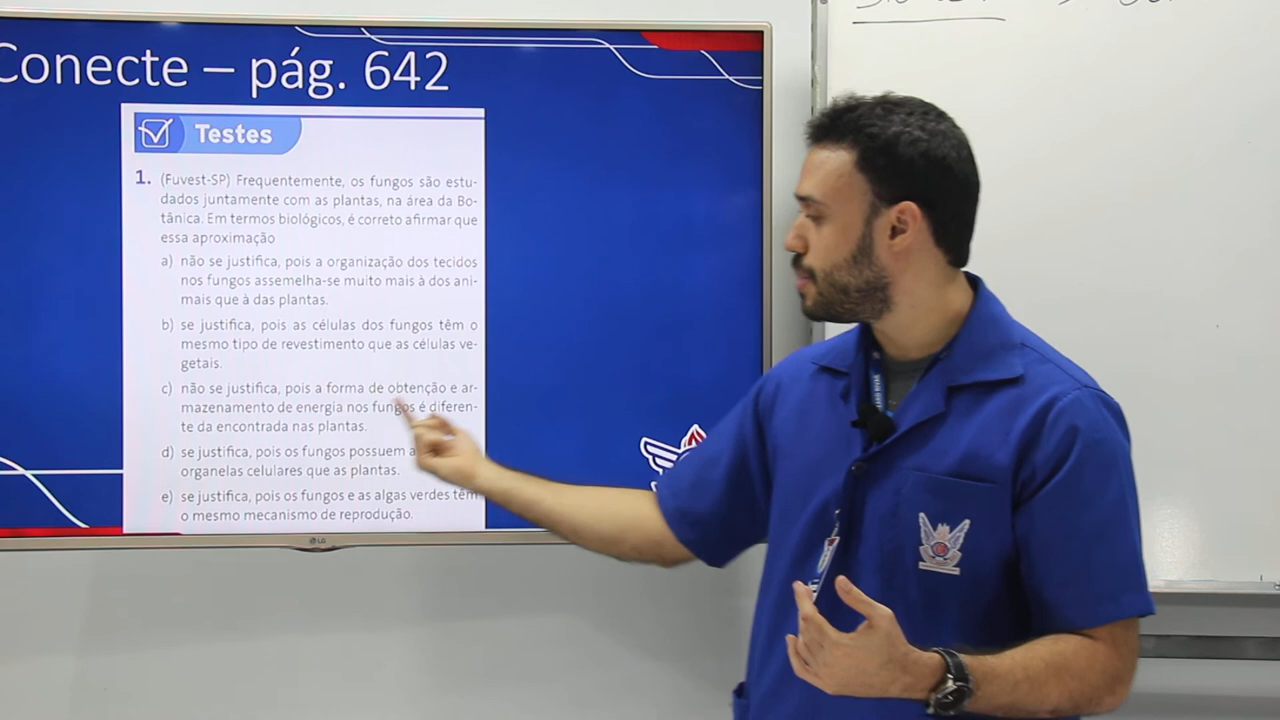 Conecte – pág. 642
Testes
1. (Fuvest-SP) Frequentemente, os fungos são estu-
dados juntamente com as plantas, na área da Bo-
tânica. Em termos biológicos, é correto afirmar que
essa aproximação
a) não se justifica, pois a organização dos tecidos
nos fungos assemelha-se muito mais à dos ani-
mais que à das plantas.
b) se justifica, pois as células dos fungos têm o
mesmo tipo de revestimento que as células ve-
getais.
c) não se justifica, pois a forma de obtenção e ar-
mazenamento de energia nos fungos é diferen-
te da encontrada nas plantas.
d) se justifica, pois os fungos possuem
organelas celulares que as plantas.
e) se justifica, pois os fungos e as algas verdes têm
o mesmo mecanismo de reprodução.
LG